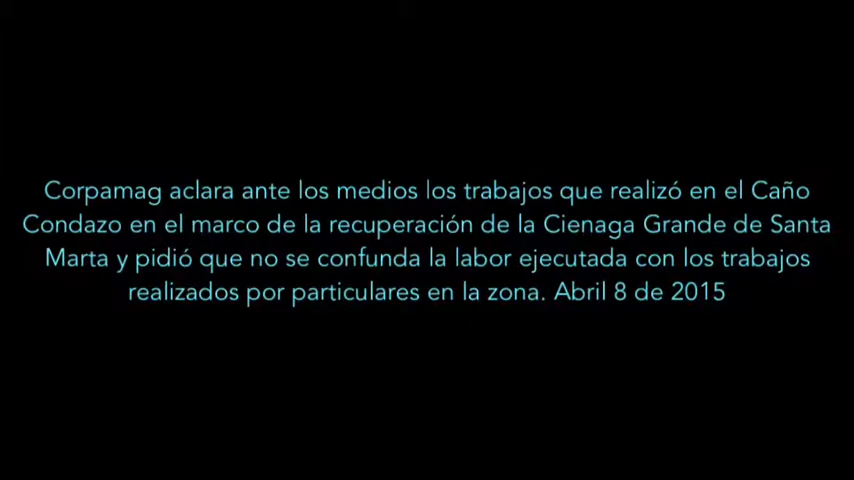 Corpamag aclara ante los medios los trabajos que realizó en el Caño
Condazo en el marco de la recuperación de la Cienaga Grande de Santa
Marta y pidió que no se confunda la labor ejecutada con los trabajos
realizados por particulares en la zona. Abril 8 de 2015